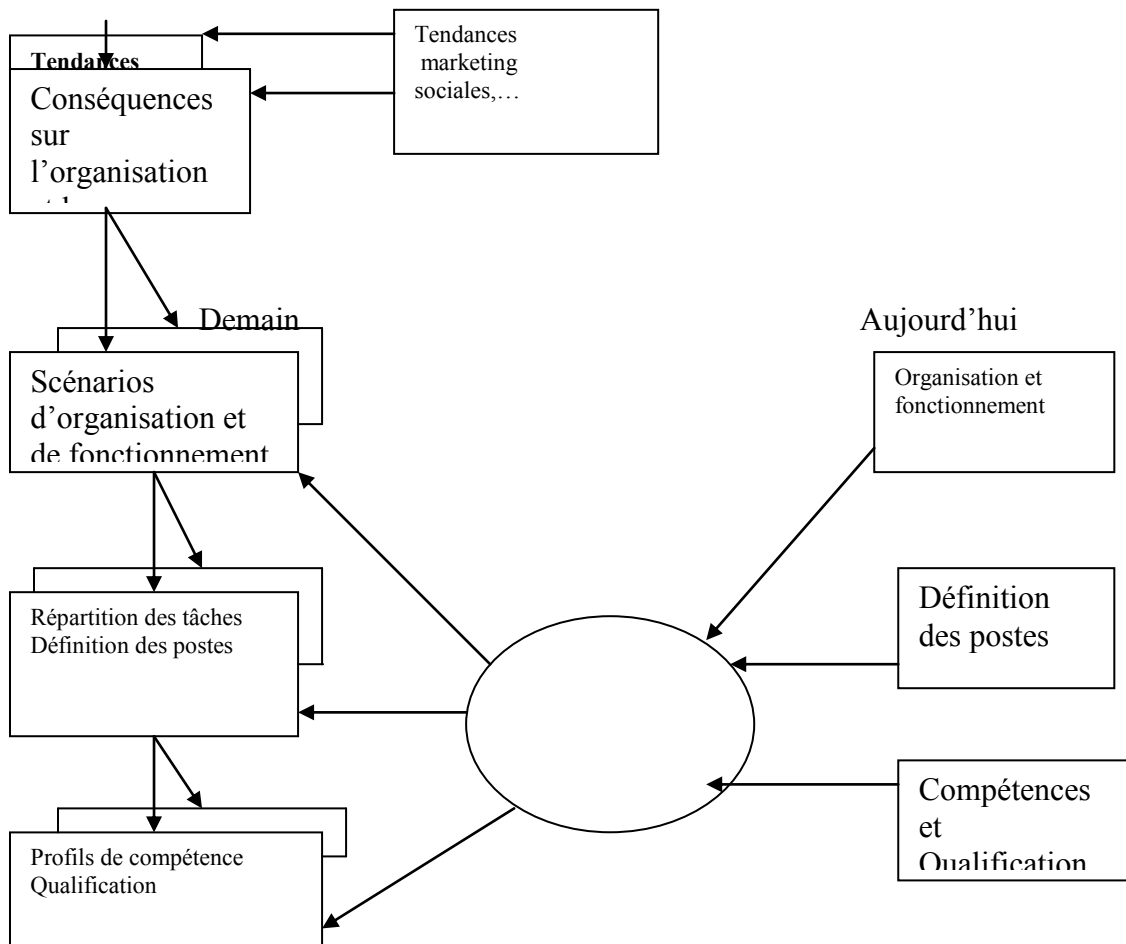 Tendances
Conséquences
sur
l’organisation
Tendances
marketing
sociales,…
Demain
Aujourd’hui
Scénarios
d’organisation et
de fonctionnement
Organisation et
fonctionnement
Répartition des tâches
Définition des postes
Définition
des postes
Profils de compétence
Qualification
Compétences
et
Qualification